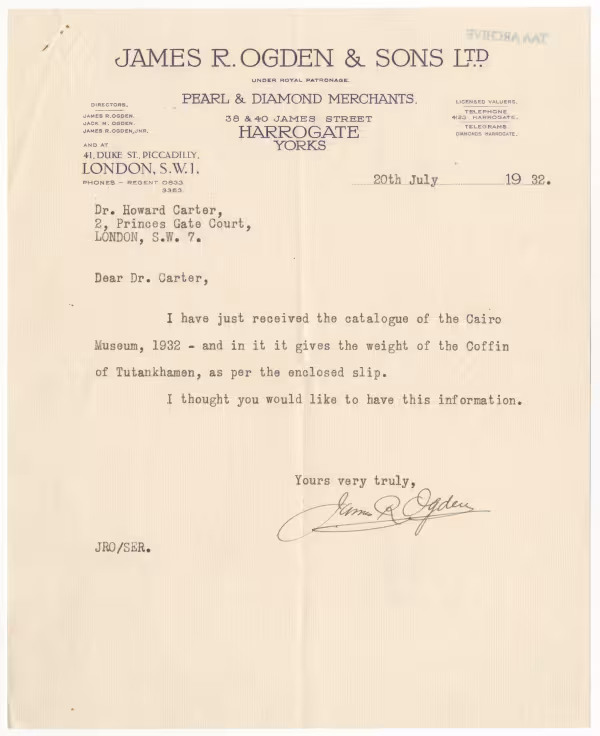 TAA ARCHIVE
JAMES R. OGDEN & SONS LTD
UNDER ROYAL PATRONAGE.
PEARL & DIAMOND MERCHANTS.
38 & 40 JAMES STREET
HARROGATE
YORKS
DIRECTORS.
JAMES R. OGDEN.
JACK M. OGDEN.
JAMES R. OGDEN, JNR.
AND AT
41, DUKE ST. PICCADILLY,
LONDON, S.W.1,
PHONES – REGENT 0833
3363.
LICENSED VALUERS.
TELEPHONE
4123 HARROGATE.
TELEGRAMS
DIAMONDS HARROGATE.
20th July 1932.
Dr. Howard Carter,
2, Princes Gate Court,
LONDON, S.W. 7.
Dear Dr. Carter,
I have just received the catalogue of the Cairo
Museum, 1932 - and in it it gives the weight of the Coffin
of Tutankhamen, as per the enclosed slip.
I thought you would like to have this information.
Yours very truly,
James R Ogden
JRO/SER.